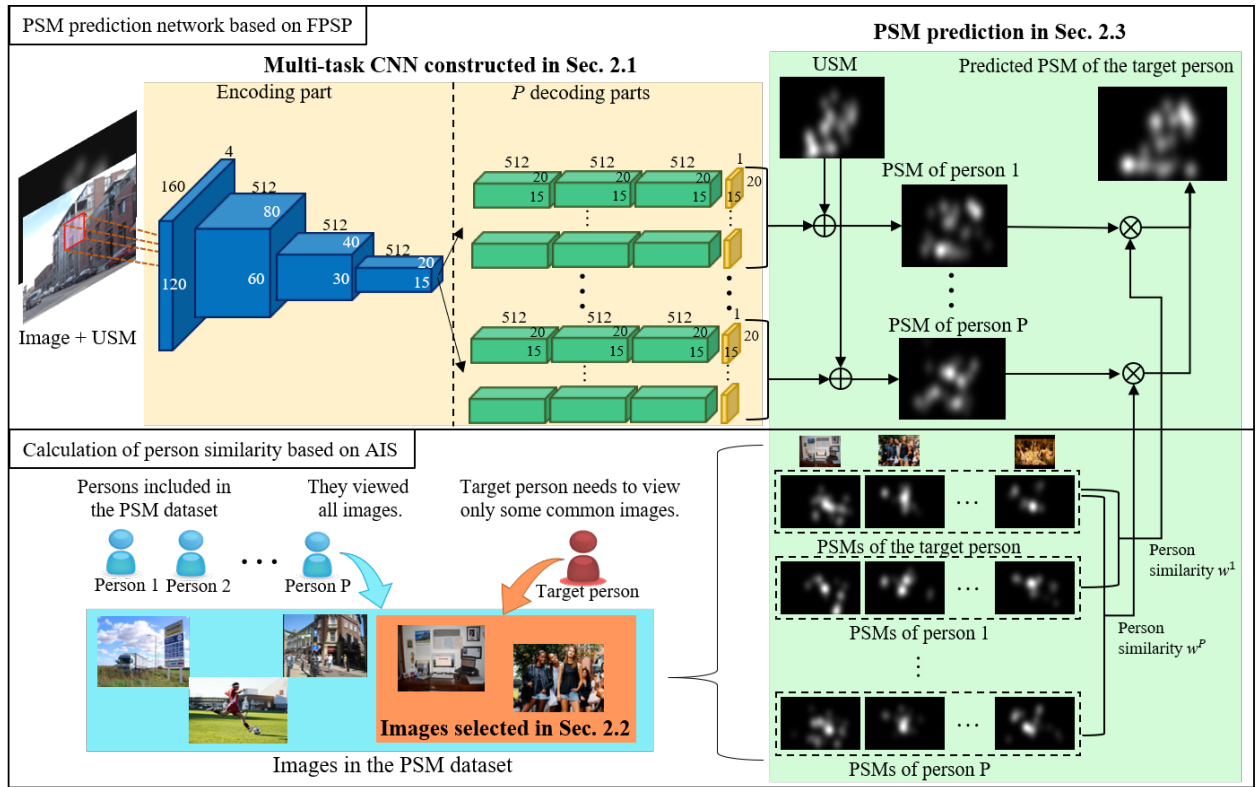 PSM prediction network based on FPSP
PSM prediction in Sec. 2.3
Multi-task CNN constructed in Sec. 2.1
Encoding part
P decoding parts
USM
Predicted PSM of the target person
4
160
512
80
512
40
512
20
120
60
30
15
Image + USM
512
512
512
1
20
20
20
20
15
15
15
15
PSM of person 1
512
512
512
1
20
20
20
20
15
15
15
15
PSM of person P
Calculation of person similarity based on AIS
Persons included in
the PSM dataset
They viewed
all images.
Target person needs to view
only some common images.
Person 1
Person 2
Person P
Target person
Images selected in Sec. 2.2
Images in the PSM dataset
PSMs of the target person
PSMs of person 1
PSMs of person P
Person
similarity w¹
Person
similarity wᴾ